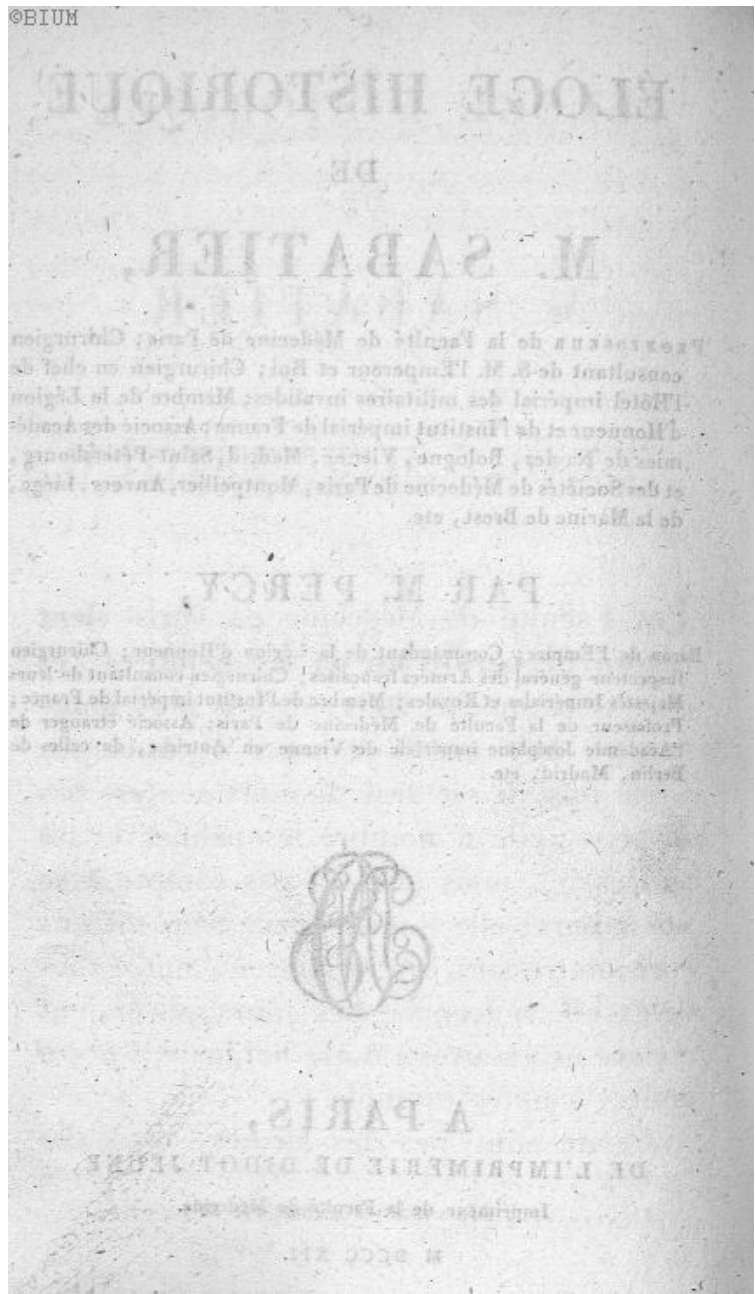 ©BIUM
ÉLOGE HISTORIQUE
DE
M. SABATIER,
PROFESSEUR de la Faculté de Médecine de Paris; Chirurgien
consultant de S. M. l'Empereur et Roi; Chirurgien en chef de
l'Hôtel impérial des militaires invalides; Membre de la Légion
d'Honneur et de l'Institut impérial de France; Associé des Acadé-
mies de Naples, Bologne, Vienne, Madrid, Saint-Pétersbourg,
et des Sociétés de Médecine de Paris, Montpellier, Anvers, Liége,
de la Marine de Brest, etc.
PAR M. PERCY,
Baron de l'Empire; Commandant de la Légion d'Honneur; Chirurgien
Inspecteur général des Armées françaises; Chirurgien consultant de leurs
Majestés Impériales et Royales; Membre de l'Institut impérial de France;
Professeur de la Faculté de Médecine de Paris; Associé étranger de
l'Académie Joséphine impériale de Vienne en Autriche, de celles de
Berlin, Madrid, etc.
A PARIS,
DE L'IMPRIMERIE DE DIDOT JEUNE,
Imprimeur de la Faculté de Médecine.
M DCCC XII.